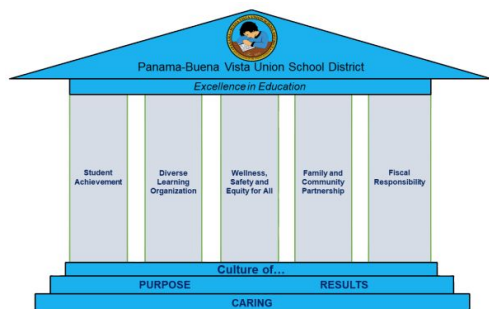 Panama-Buena Vista Union School District
Excellence in Education
Student
Achievement
Diverse
Learning
Organization
Wellness,
Safety and
Equity for All
Family and
Community
Partnership
Fiscal
Responsibility
Culture of...
PURPOSE RESULTS
CARING